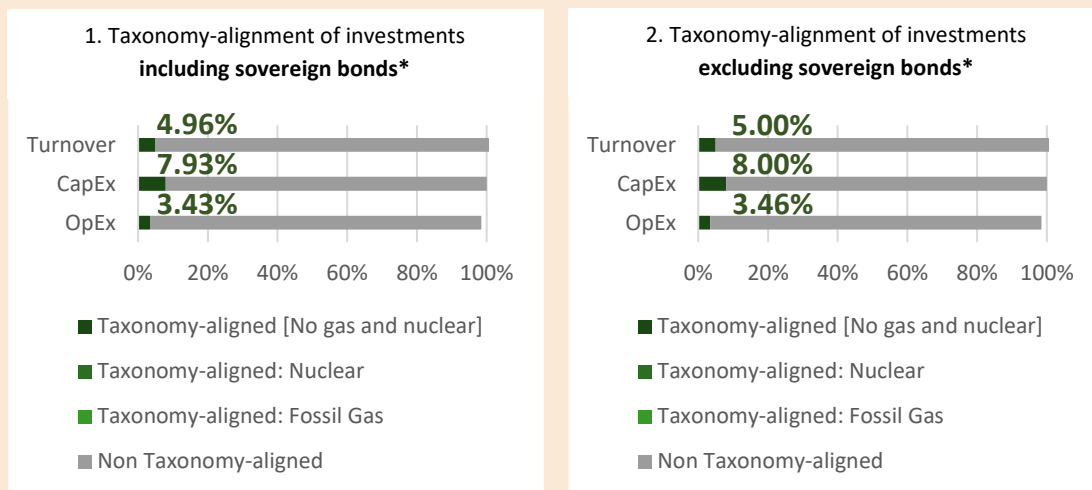 1. Taxonomy-alignment of investments
including sovereign bonds*
4.96%
Turnover
7.93%
CapEx
3.43%
OpEx
0% 20% 40% 60% 80% 100%
Taxonomy-aligned [No gas and nuclear]
Taxonomy-aligned: Nuclear
Taxonomy-aligned: Fossil Gas
Non Taxonomy-aligned
2. Taxonomy-alignment of investments
excluding sovereign bonds*
5.00%
Turnover
8.00%
CapEx
3.46%
OpEx
0% 20% 40% 60% 80% 100%
Taxonomy-aligned [No gas and nuclear]
Taxonomy-aligned: Nuclear
Taxonomy-aligned: Fossil Gas
Non Taxonomy-aligned